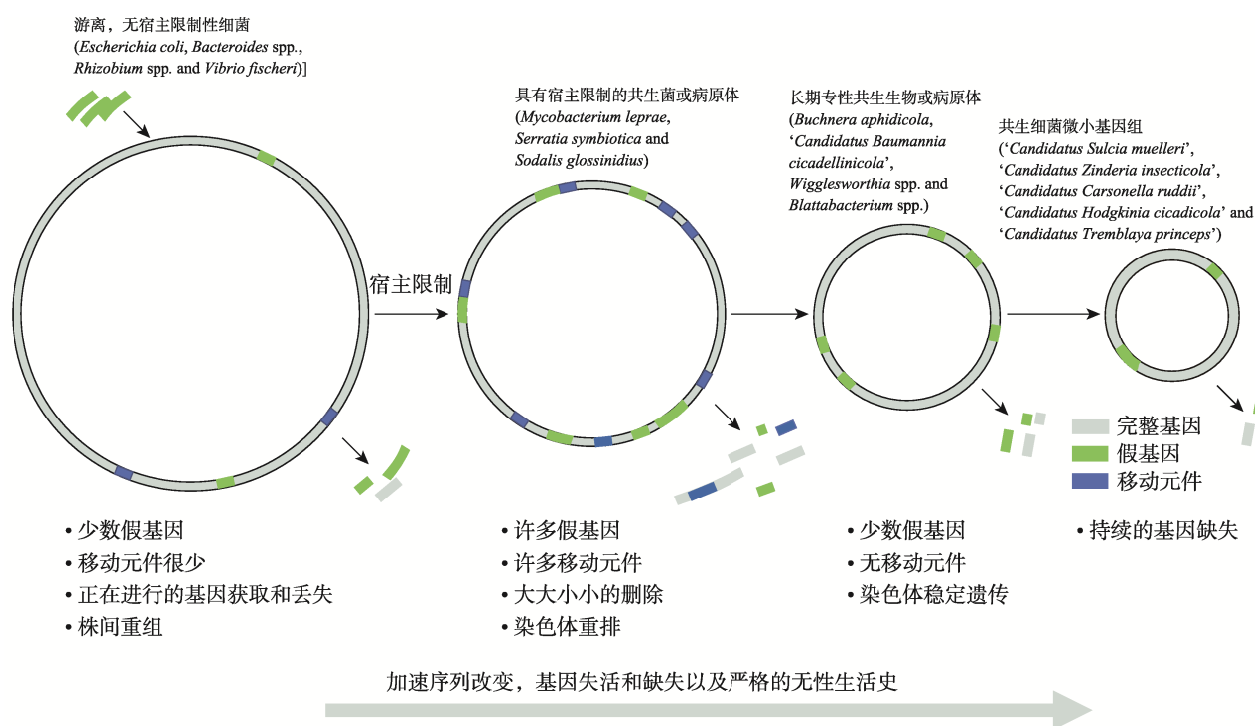 游离，无宿主限制性细菌
(Escherichia coli, Bacteroides spp.,
Rhizobium spp. and Vibrio fischeri)]
具有宿主限制的共生菌或病原体
(Mycobacterium leprae,
Serratia symbiotica and
Sodalis glossinidius)
长期专性共生生物或病原体
(Buchnera aphidicola,
‘Candidatus Baumannia
cicadellinicola’,
Wigglesworthia spp. and
Blattabacterium spp.)
共生细菌微小基因组
(‘Candidatus Sulcia muelleri’,
‘Candidatus Zinderia insecticola’,
‘Candidatus Carsonella ruddii’,
‘Candidatus Hodgkinia cicadicola’ and
‘Candidatus Tremblaya princeps’)
宿主限制
完整基因
假基因
移动元件
• 少数假基因
• 移动元件很少
• 正在进行的基因获取和丢失
• 株间重组
• 许多假基因
• 许多移动元件
• 大大小小的删除
• 染色体重排
• 少数假基因
• 无移动元件
• 染色体稳定遗传
• 持续的基因缺失
加速序列改变，基因失活和缺失以及严格的无性生活史